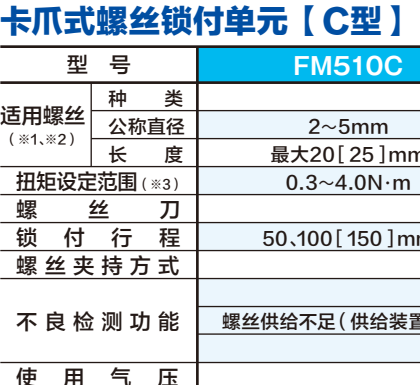 卡爪式螺丝锁付单元【C型】
型号 FM510C
适用螺丝
(※1、※2)
种类
公称直径 2~5mm
长度 最大20[25]mm
扭矩设定范围(※3) 0.3~4.0N·m
螺丝刀
锁付行程 50、100[150]mm
螺丝夹持方式
不良检测功能 螺丝供给不足(供给装置
使用气压